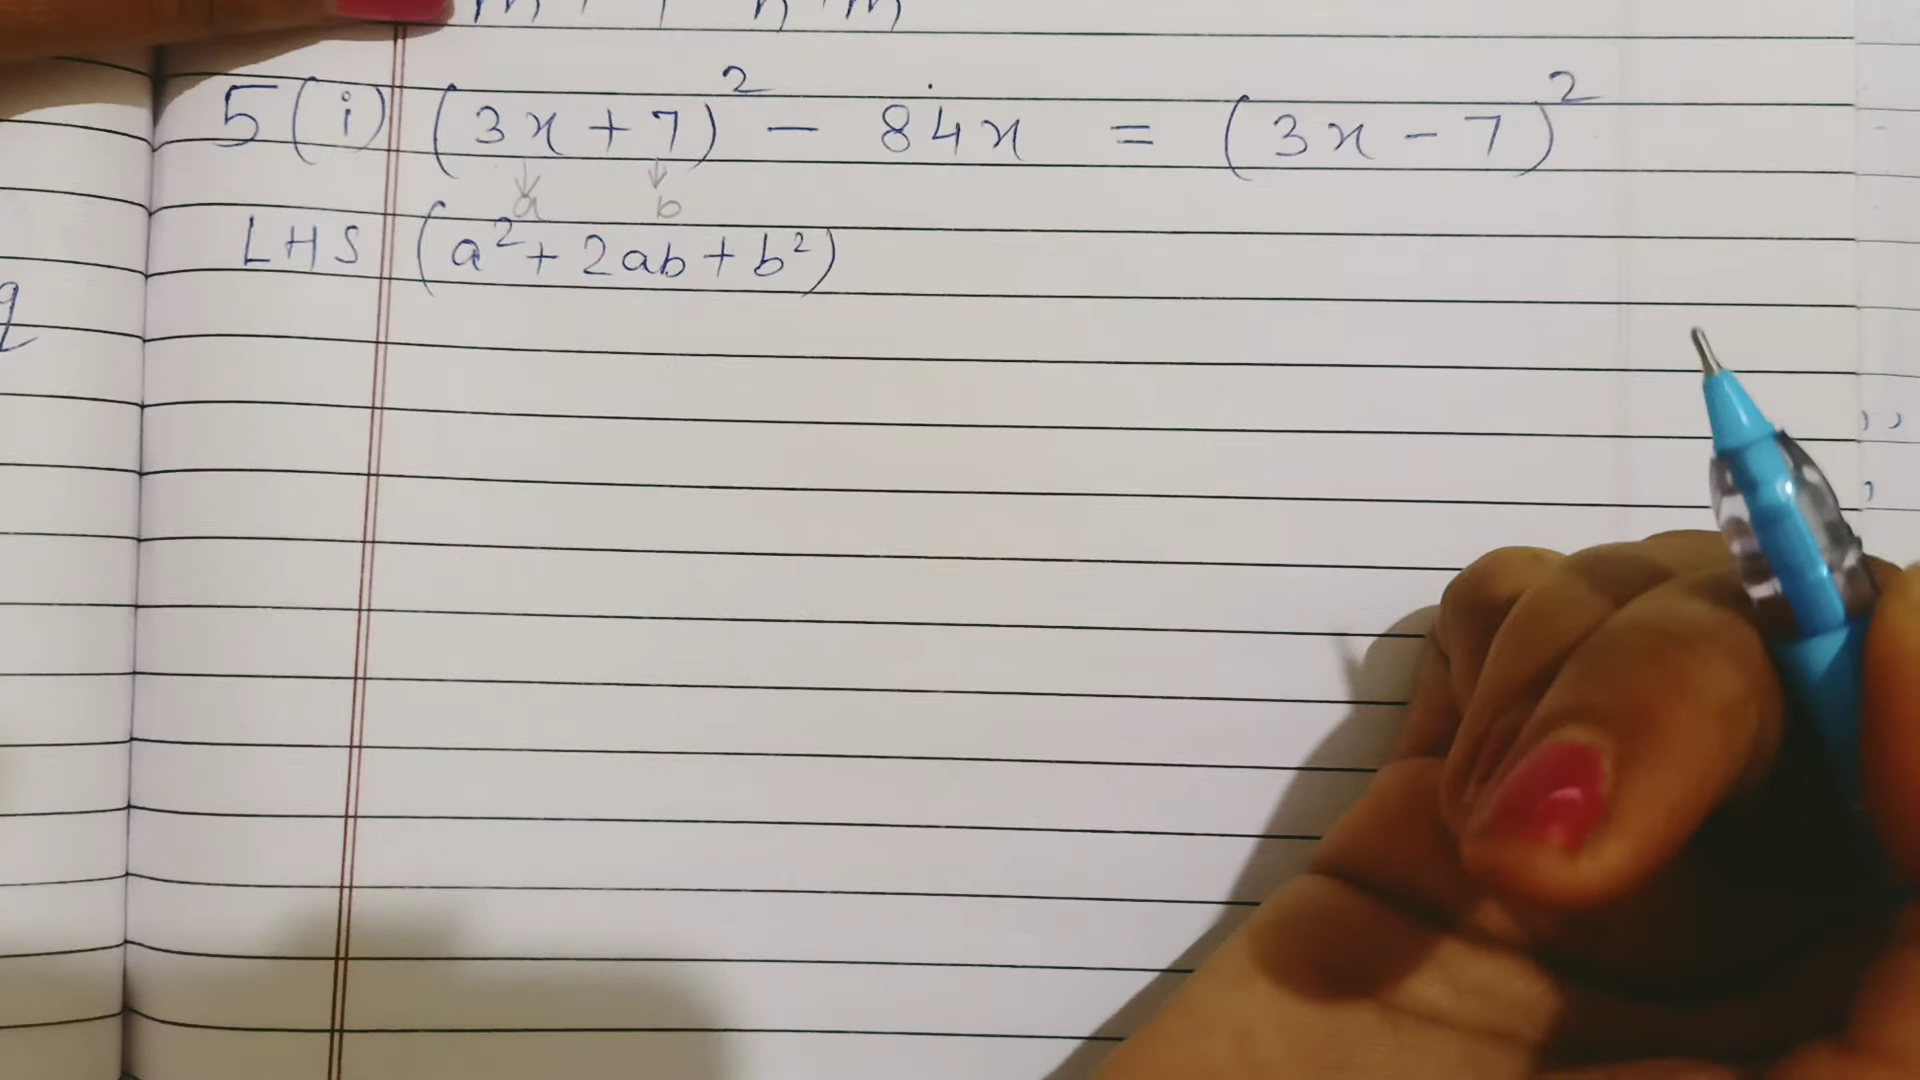 5(i) (3x+7)² - 84x = (3x-7)²
a b
LHS (a²+2ab+b²)
q